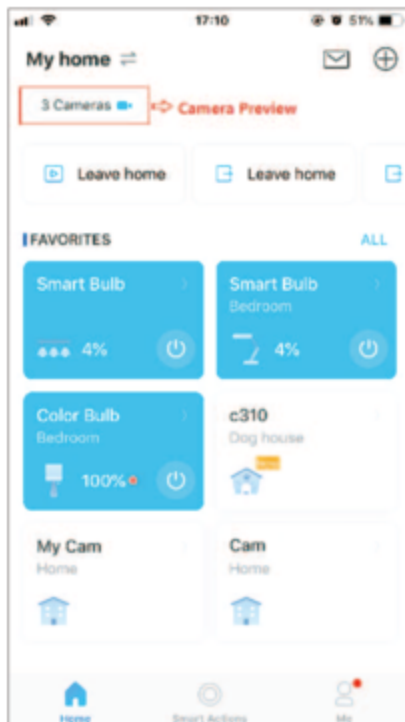 17:10
51%
My home
3 Cameras
Camera Preview
Leave home
Leave home
FAVORITES
ALL
Smart Bulb
4%
Smart Bulb
Bedroom
4%
Color Bulb
Bedroom
100%
c310
Dog house
My Cam
Home
Cam
Home
Home
Smart Actions
Me